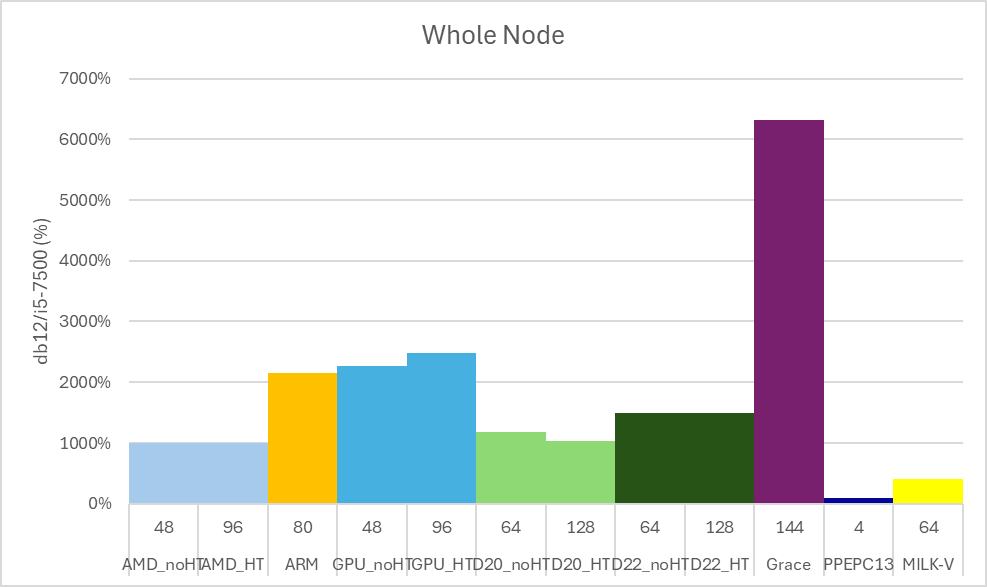 Whole Node
7000%
6000%
5000%
4000%
3000%
2000%
1000%
0%
db12/i5-7500 (%)
48 96 80 48 96 64 128 64 128 144 4 64
AMD_noHT AMD_HT ARM GPU_noHT GPU_HT D20_noHT D20_HT D22_noHT D22_HT Grace PPEPC13 MILK-V